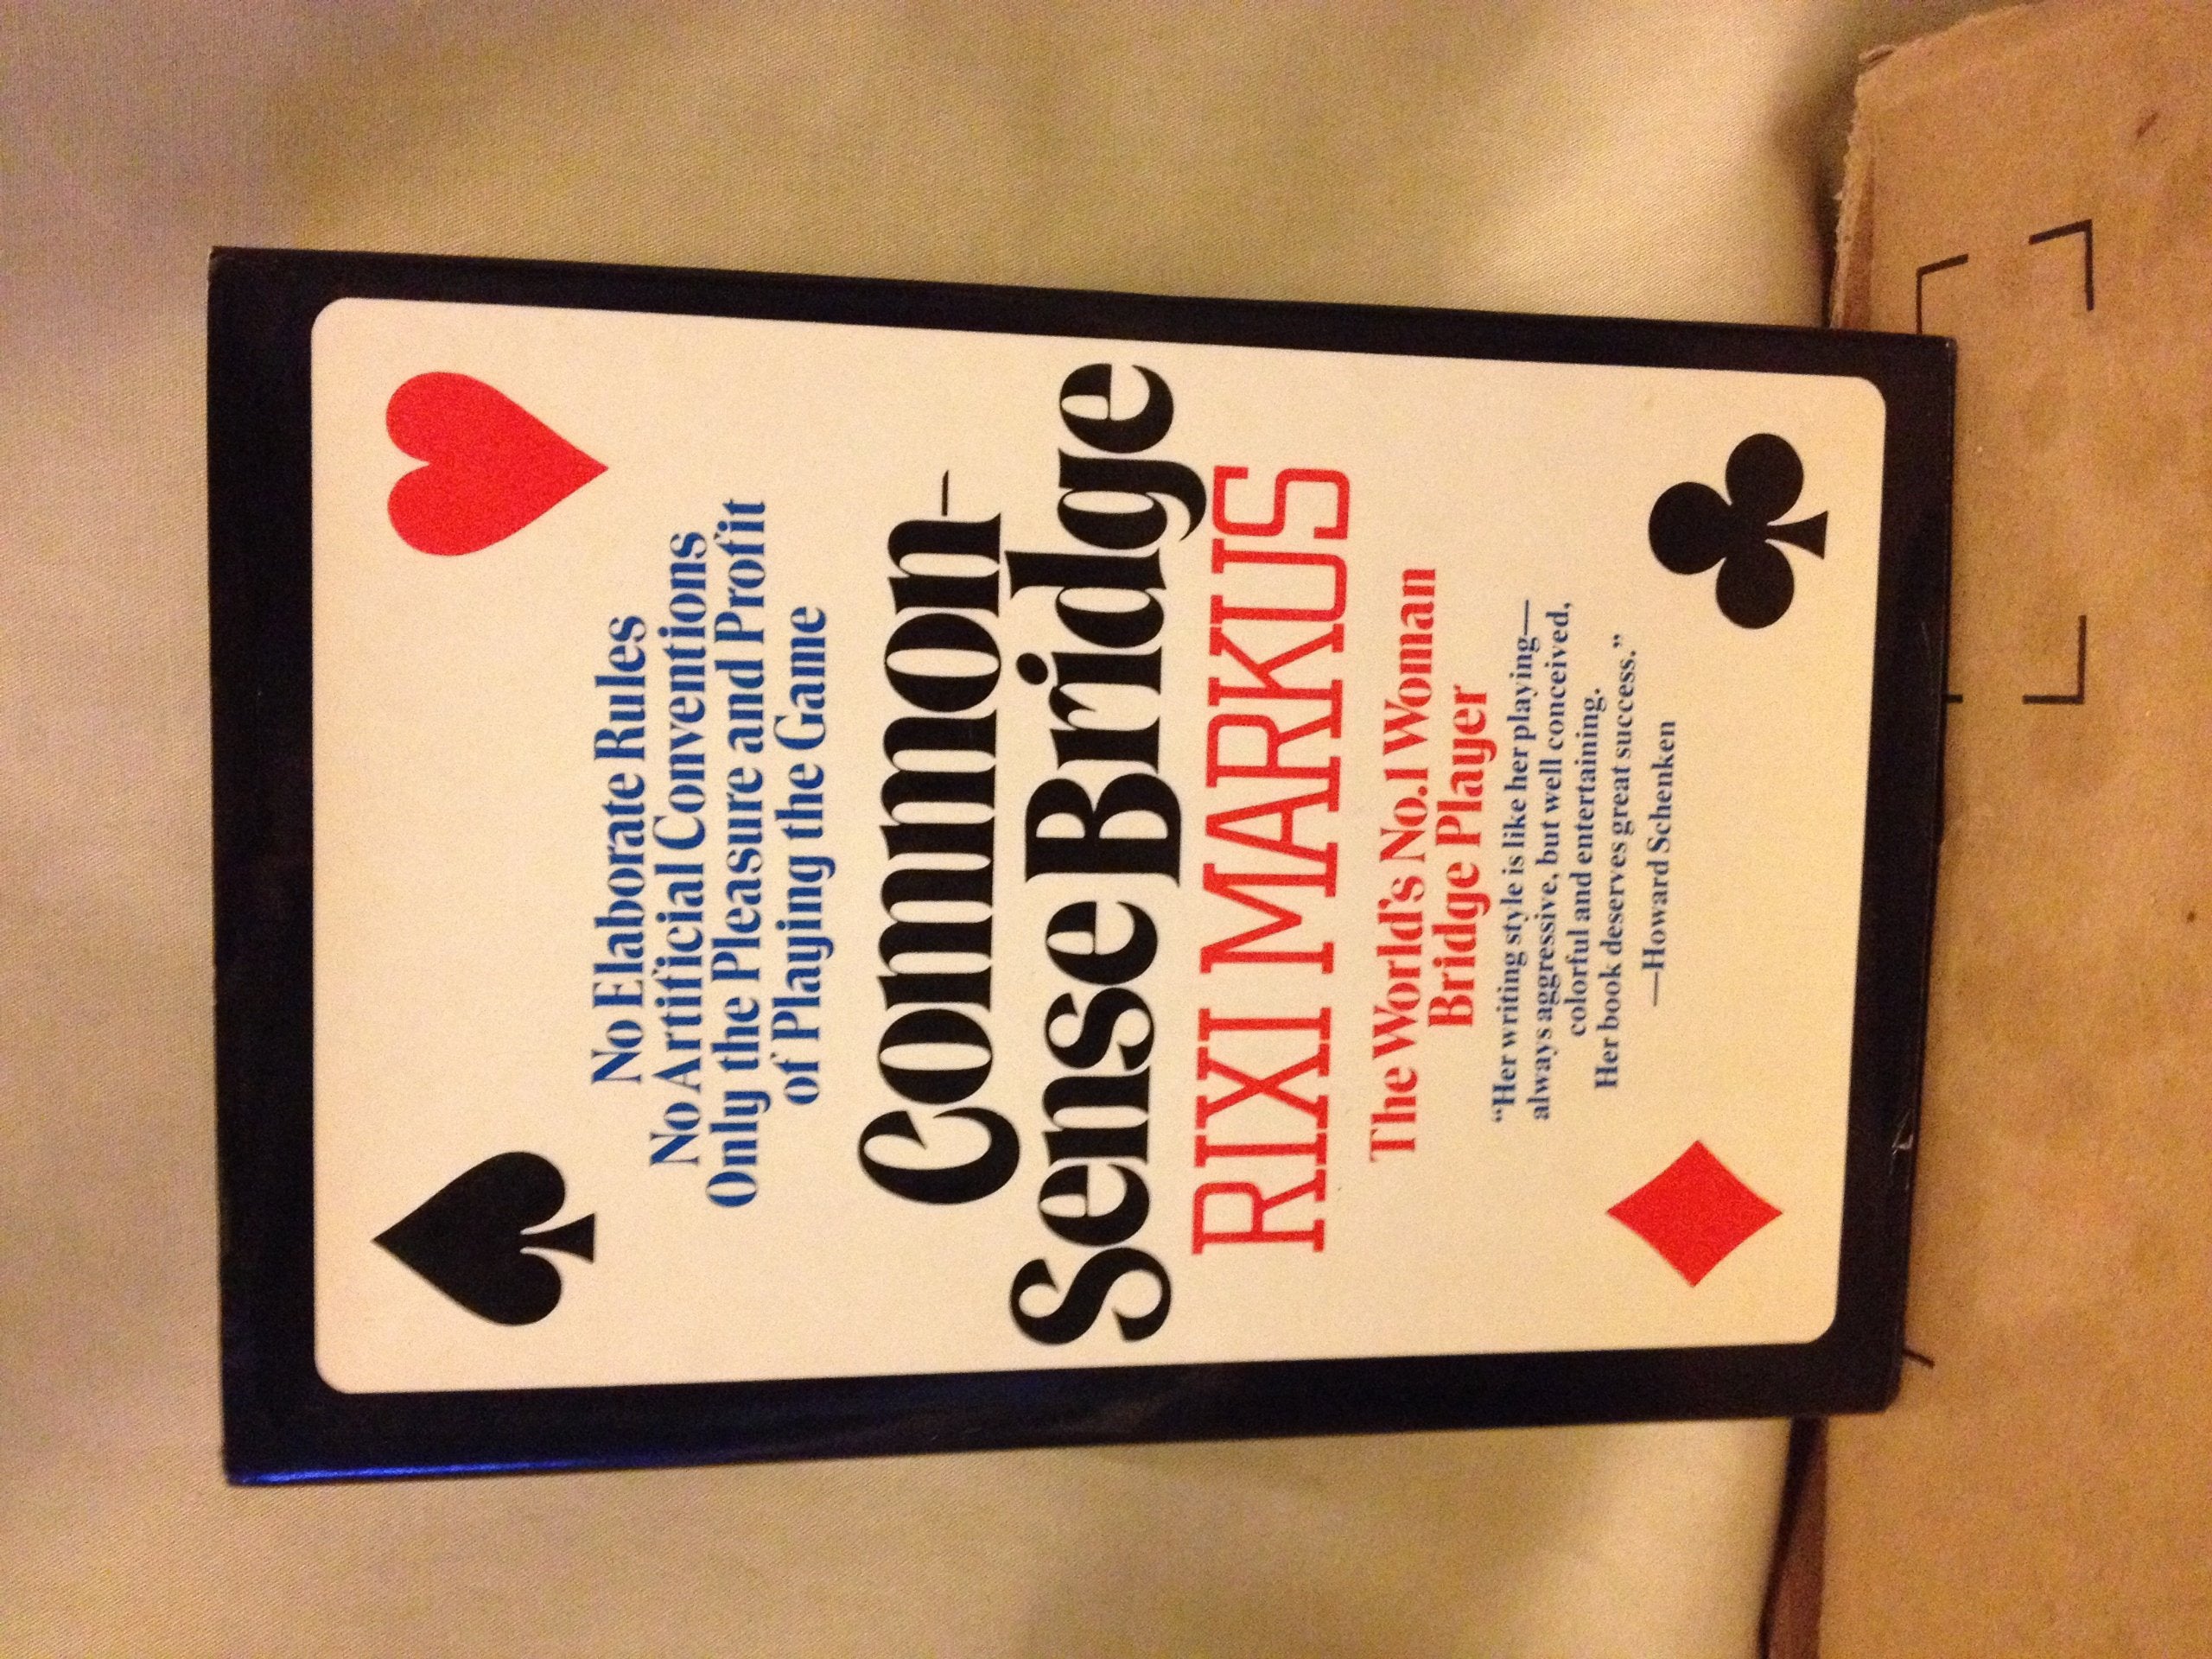 No Elaborate Rules
No Artificial Conventions
Only the Pleasure and Profit
of Playing the Game
Common-
Sense Bridge
RIXI MARKUS
The World's No.1 Woman
Bridge Player
"Her writing style is like her playing—
always aggressive, but well conceived,
colorful and entertaining.
Her book deserves great success."
—Howard Schenken